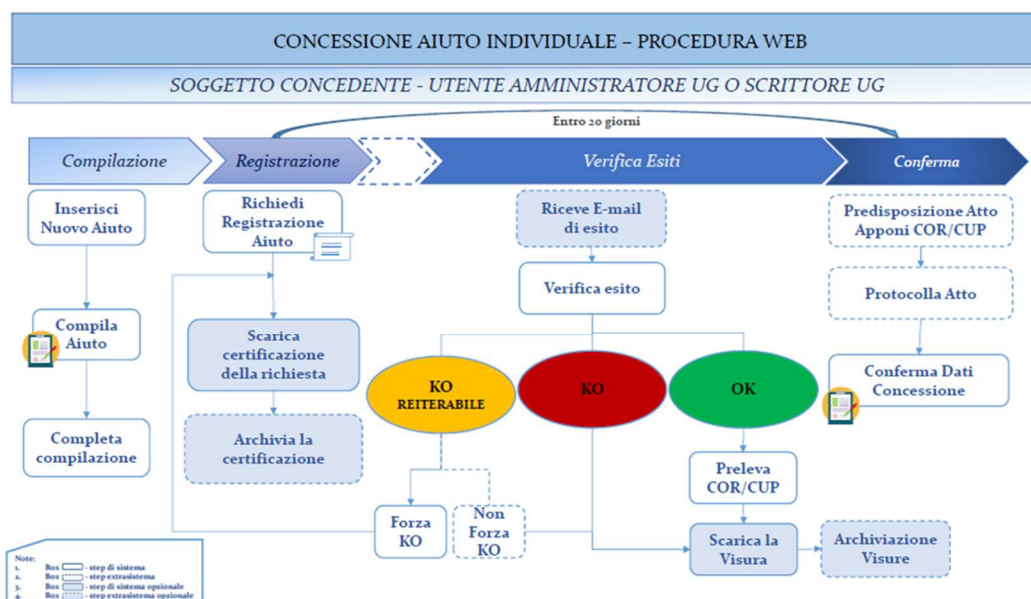 CONCESSIONE AIUTO INDIVIDUALE – PROCEDURA WEB
SOGGETTO CONCEDENTE - UTENTE AMMINISTRATORE UG O SCRITTORE UG
Entro 20 giorni
Compilazione
Registrazione
Verifica Esiti
Conferma
Inserisci
Nuovo Aiuto
Compila
Aiuto
Completa
compilazione
Richiedi
Registrazione
Aiuto
Scarica
certificazione
della richiesta
Archivia la
certificazione
Riceve E-mail
di esito
Verifica esito
KO
REITERABILE
KO
OK
Forza
KO
Non
Forza
KO
Preleva
COR/CUP
Scarica la
Visura
Archiviazione
Visure
Predisposizione Atto
Apponi COR/CUP
Protocolla Atto
Conferma Dati
Concessione
Note:
1. Box - step di sistema
2. Box - step extrasistema
3. Box - step di sistema opzionale
4. Box - step extrasistema opzionale